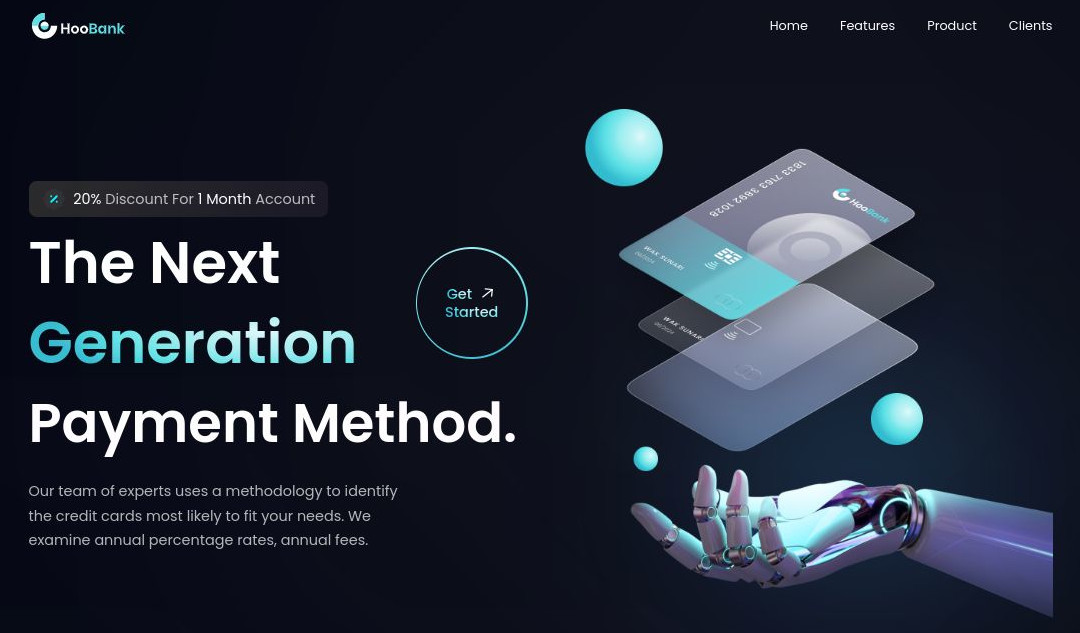 HooBank
Home Features Product Clients
20% Discount For 1 Month Account
The Next
Generation
Payment Method.
Get
Started
Our team of experts uses a methodology to identify
the credit cards most likely to fit your needs. We
examine annual percentage rates, annual fees.
1833 7163 3892 1028
HooBank
WAK SUNARI
WAK SUNARI